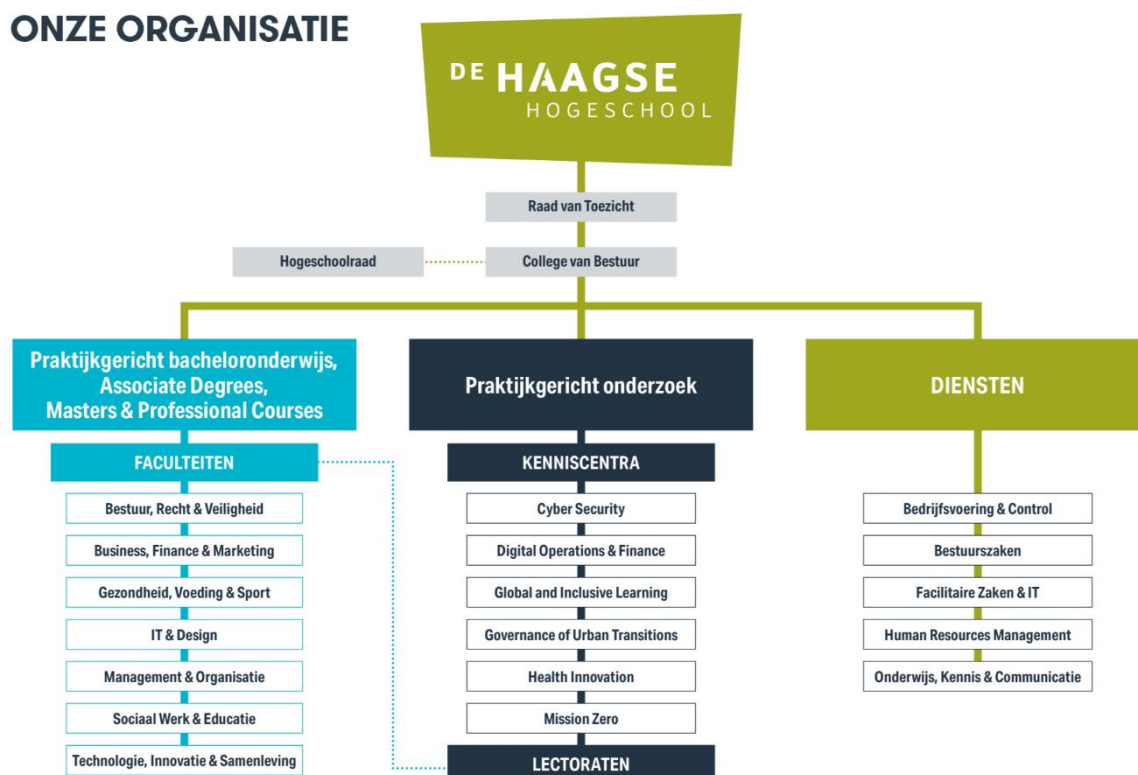 ONZE ORGANISATIE
DE HAAGSE
HOGESCHOOL
Raad van Toezicht
Hogeschoolraad
College van Bestuur
Praktijkgericht bacheloronderwijs,
Associate Degrees,
Masters & Professional Courses
FACULTEITEN
Bestuur, Recht & Veiligheid
Business, Finance & Marketing
Gezondheid, Voeding & Sport
IT & Design
Management & Organisatie
Sociaal Werk & Educatie
Technologie, Innovatie & Samenleving
Praktijkgericht onderzoek
KENNISCENTRA
Cyber Security
Digital Operations & Finance
Global and Inclusive Learning
Governance of Urban Transitions
Health Innovation
Mission Zero
LECTORATEN
DIENSTEN
Bedrijfsvoering & Control
Bestuurszaken
Facilitaire Zaken & IT
Human Resources Management
Onderwijs, Kennis & Communicatie